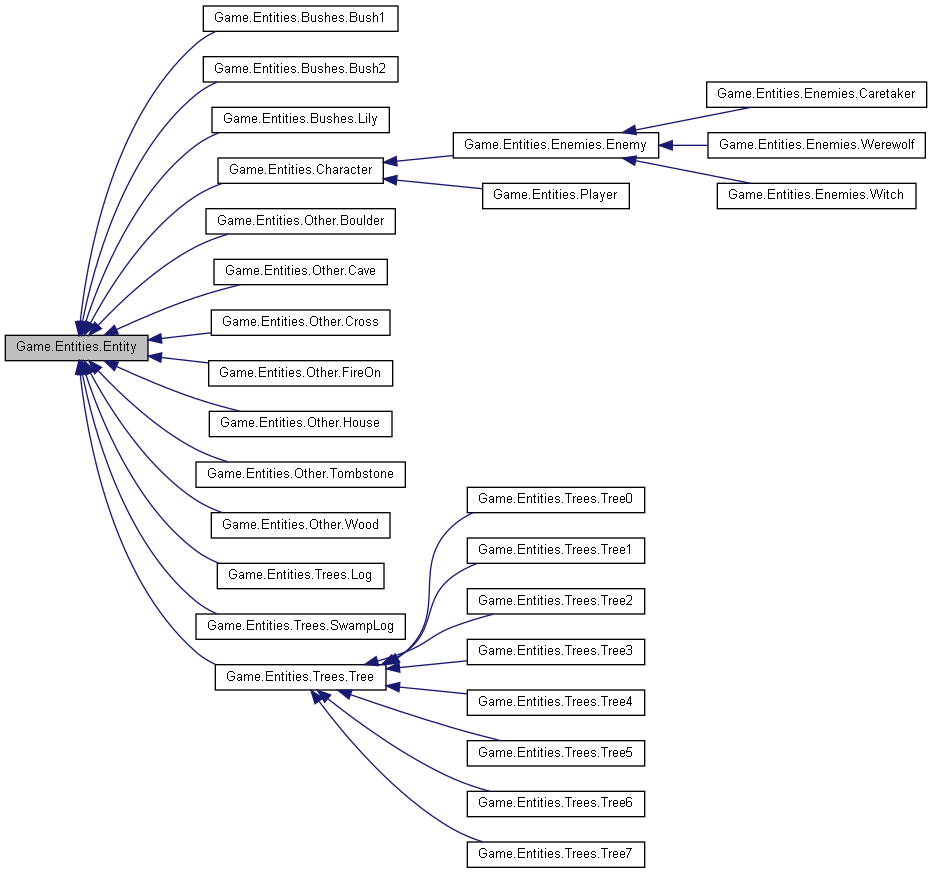 Game.Entities.Bushes.Bush1
Game.Entities.Bushes.Bush2
Game.Entities.Bushes.Lily
Game.Entities.Character
Game.Entities.Other.Boulder
Game.Entities.Other.Cave
Game.Entities.Other.Cross
Game.Entities.Entity
Game.Entities.Other.FireOn
Game.Entities.Other.House
Game.Entities.Other.Tombstone
Game.Entities.Other.Wood
Game.Entities.Trees.Log
Game.Entities.Trees.SwampLog
Game.Entities.Trees.Tree
Game.Entities.Enemies.Enemy
Game.Entities.Player
Game.Entities.Enemies.Caretaker
Game.Entities.Enemies.Werewolf
Game.Entities.Enemies.Witch
Game.Entities.Trees.Tree0
Game.Entities.Trees.Tree1
Game.Entities.Trees.Tree2
Game.Entities.Trees.Tree3
Game.Entities.Trees.Tree4
Game.Entities.Trees.Tree5
Game.Entities.Trees.Tree6
Game.Entities.Trees.Tree7